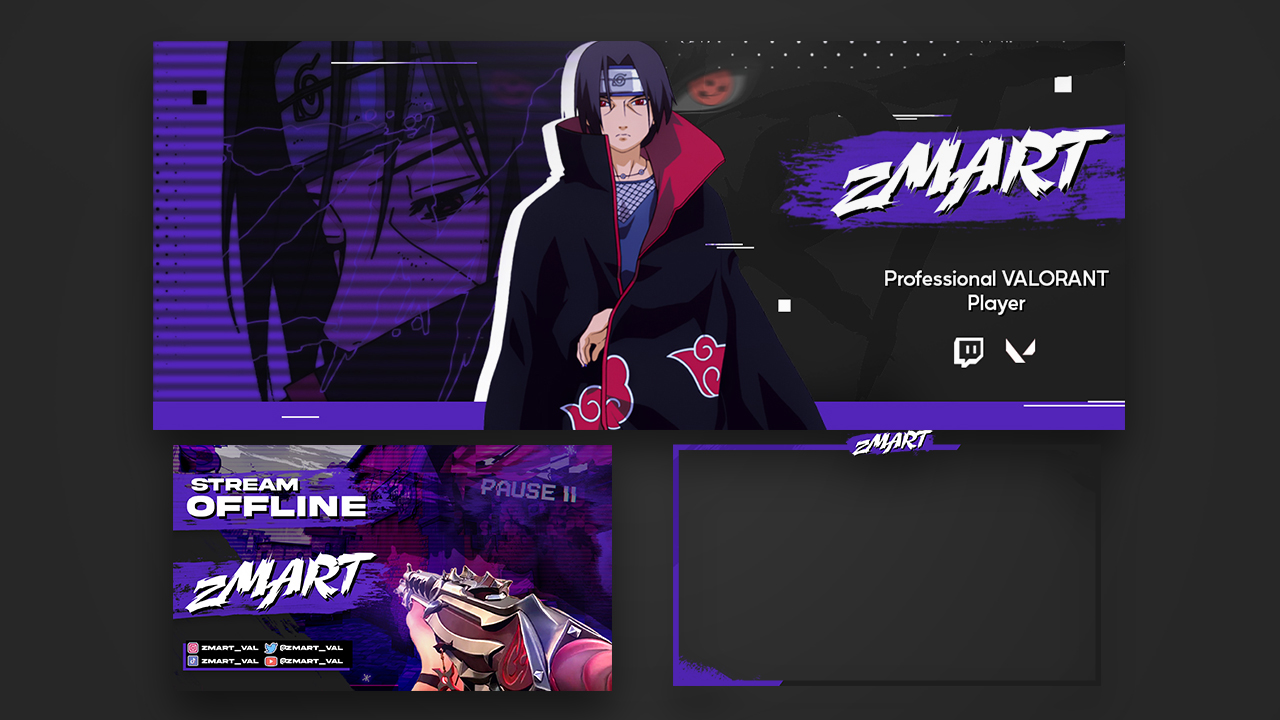 zMART
Professional VALORANT
Player
STREAM
OFFLINE
PAUSE II
zMART
ZMART_VAL @ZMART_VAL
ZMART_VAL @ZMART_VAL
zMART